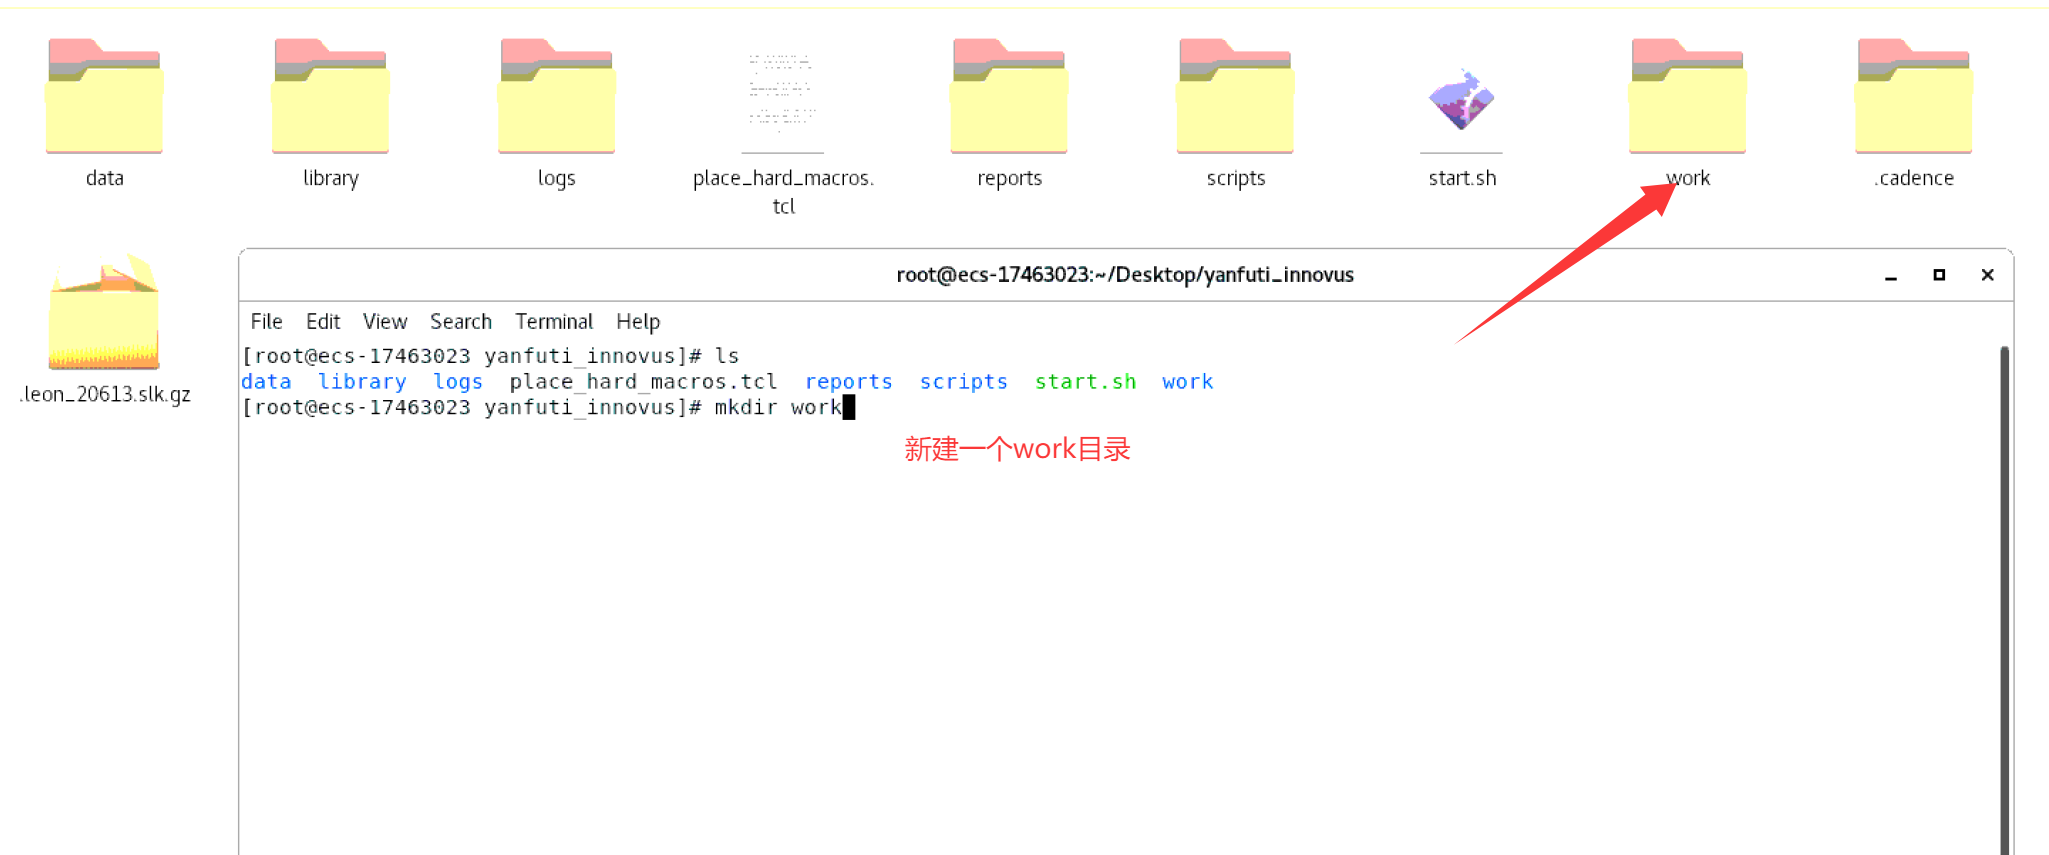 data
library
logs
place_hard_macros.
tcl
reports
scripts
start.sh
work
.cadence
.leon_20613.slk.gz
root@ecs-17463023:~/Desktop/yanfuti_innovus
File Edit View Search Terminal Help
[root@ecs-17463023 yanfuti_innovus]# ls
data library logs place_hard_macros.tcl reports scripts start.sh work
[root@ecs-17463023 yanfuti_innovus]# mkdir work
新建一个work目录